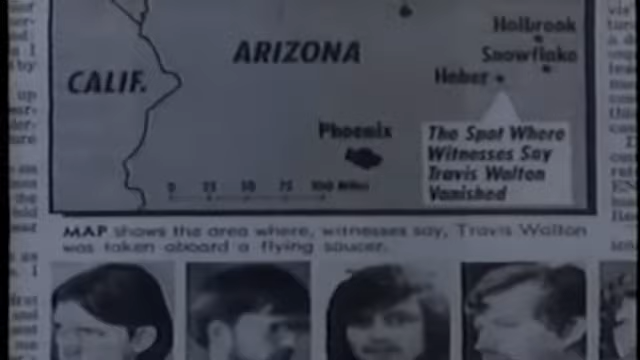 Holbrook
ARIZONA
Snowflake
CALIF.
Heber
Phoenix
The Spot Where
Witnesses Say
Travis Walton
Vanished
0 25 50 75 100 Miles
MAP shows the area where, witnesses say, Travis Walton
was taken aboard a flying saucer.